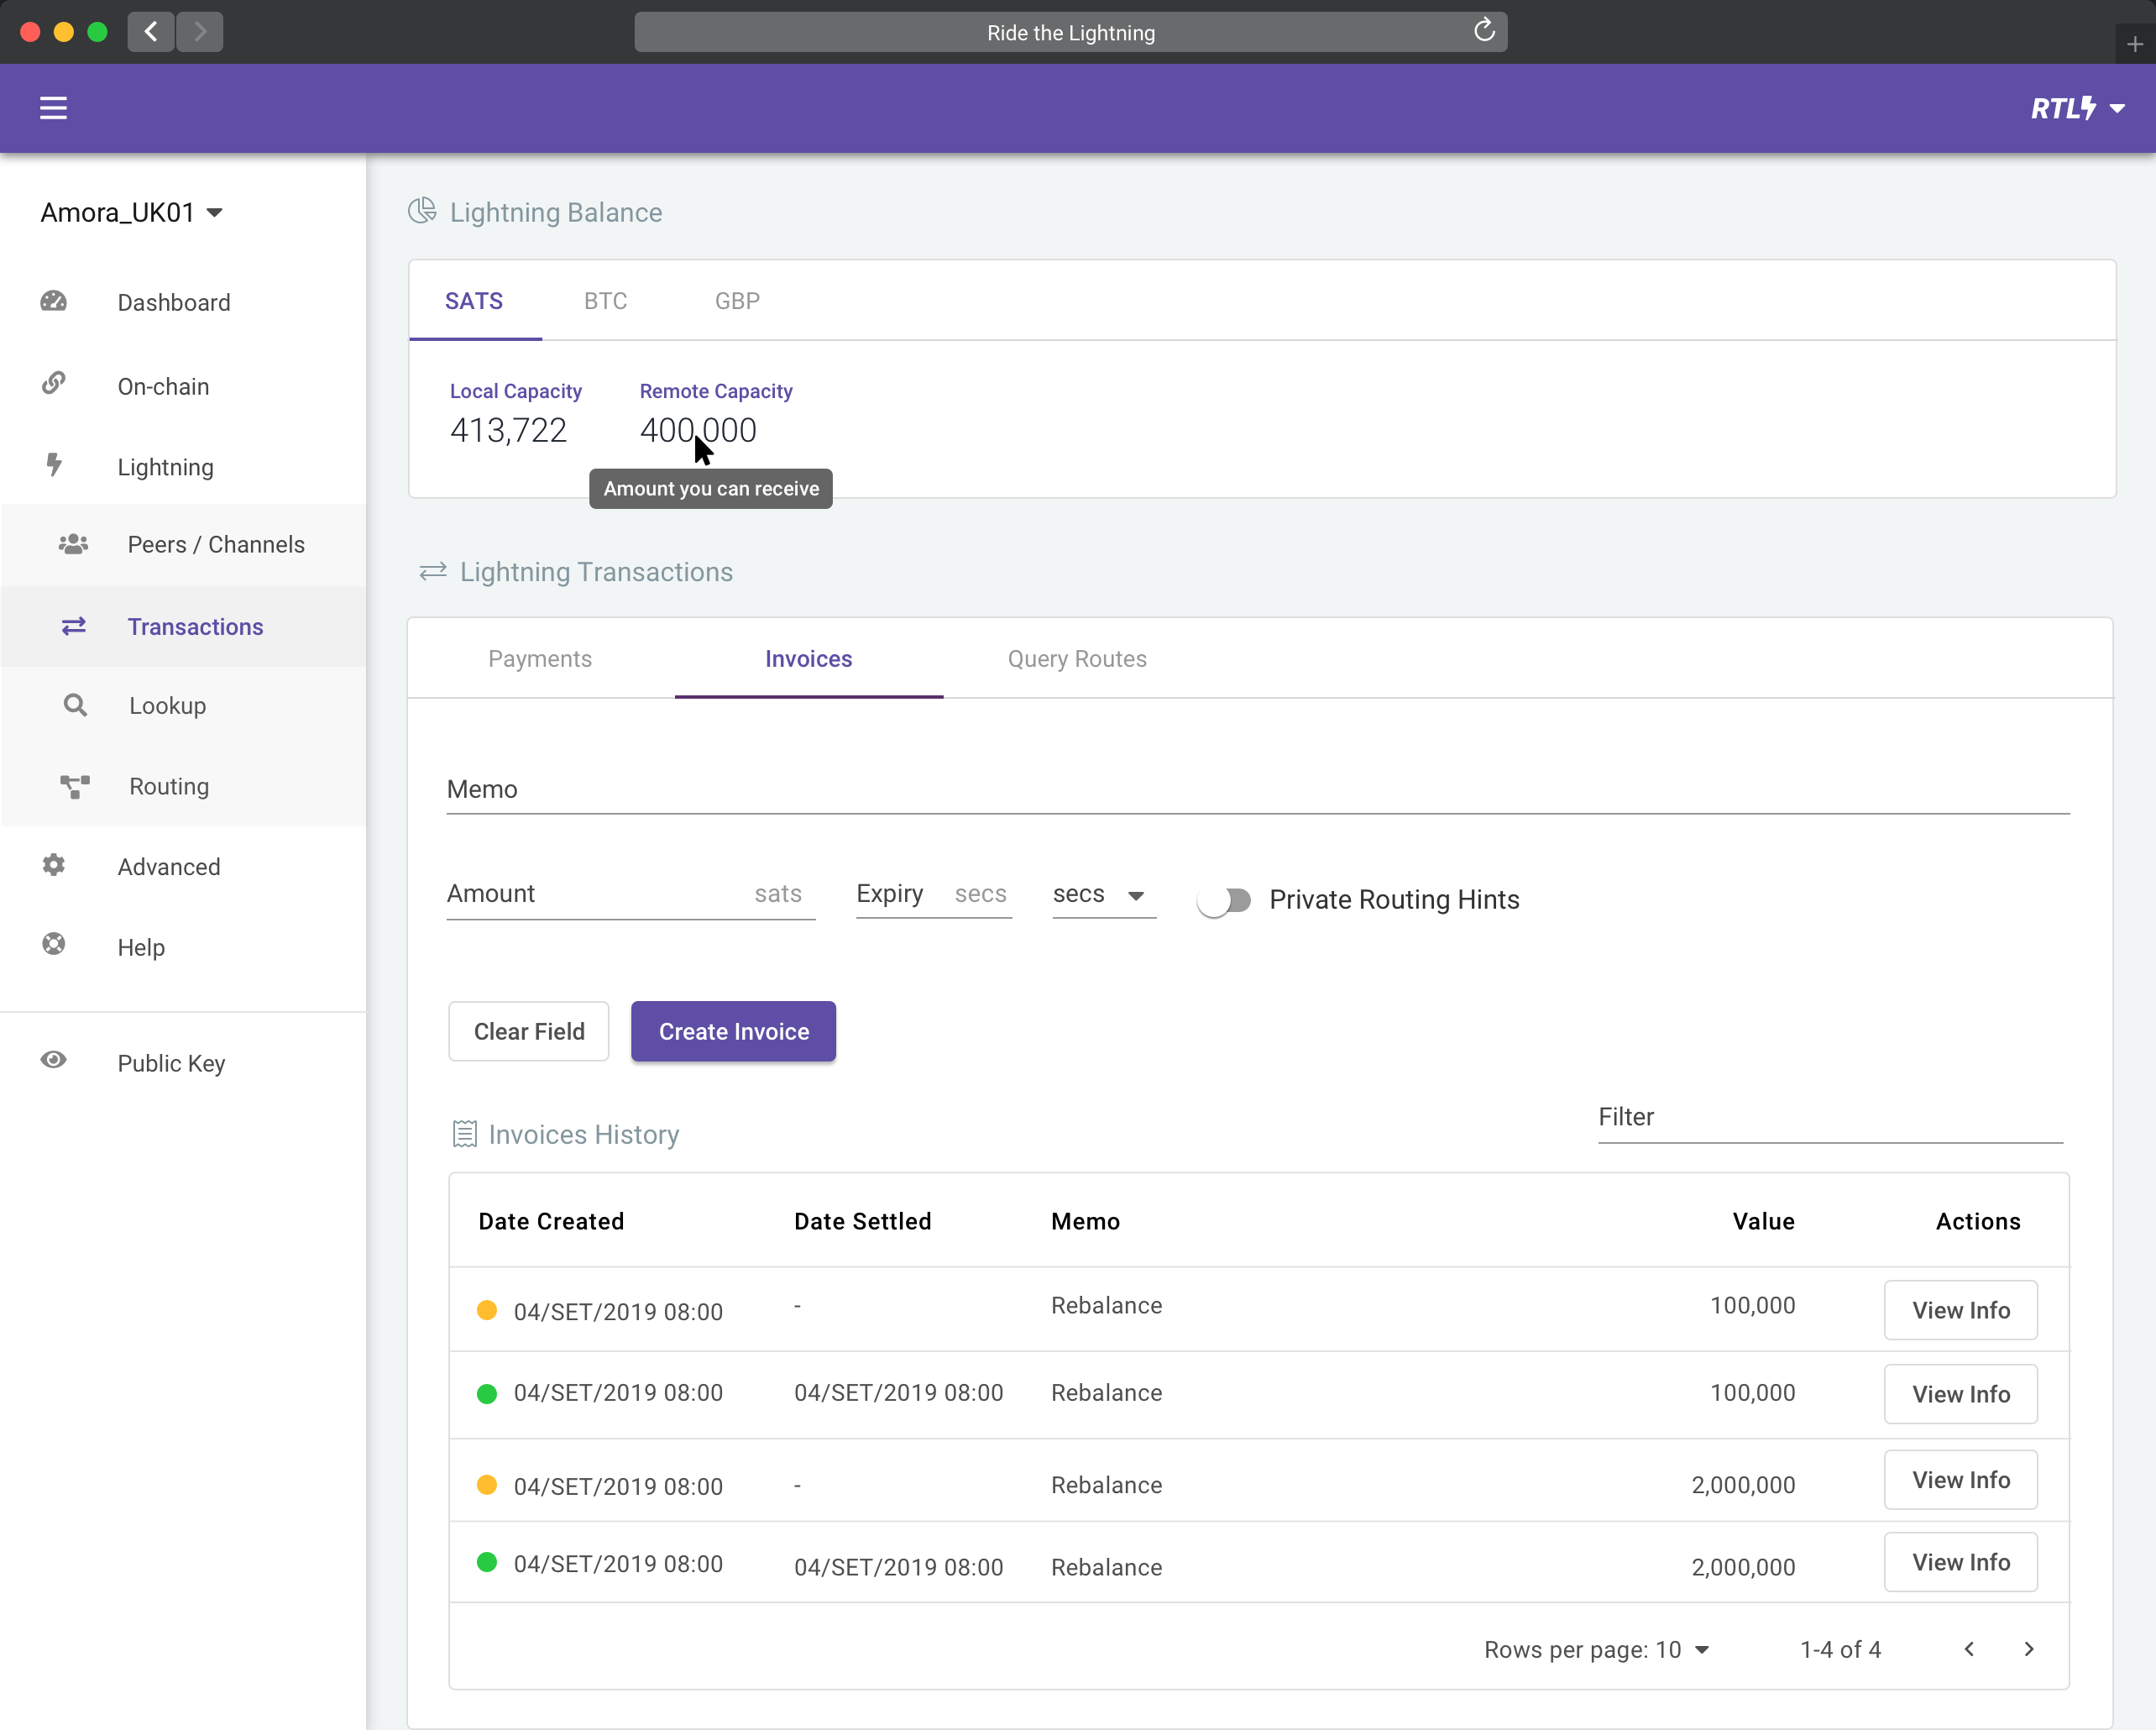 Ride the Lightning
RTL
Amora_UK01
Dashboard
On-chain
Lightning
Peers / Channels
Transactions
Lookup
Routing
Advanced
Help
Public Key
Lightning Balance
SATS BTC GBP
Local Capacity Remote Capacity
413,722 400,000
Amount you can receive
Lightning Transactions
Payments Invoices Query Routes
Memo
Amount sats Expiry secs secs Private Routing Hints
Clear Field Create Invoice
Invoices History Filter
Date Created Date Settled Memo Value Actions
04/SET/2019 08:00 - Rebalance 100,000 View Info
04/SET/2019 08:00 04/SET/2019 08:00 Rebalance 100,000 View Info
04/SET/2019 08:00 - Rebalance 2,000,000 View Info
04/SET/2019 08:00 04/SET/2019 08:00 Rebalance 2,000,000 View Info
Rows per page: 10 1-4 of 4